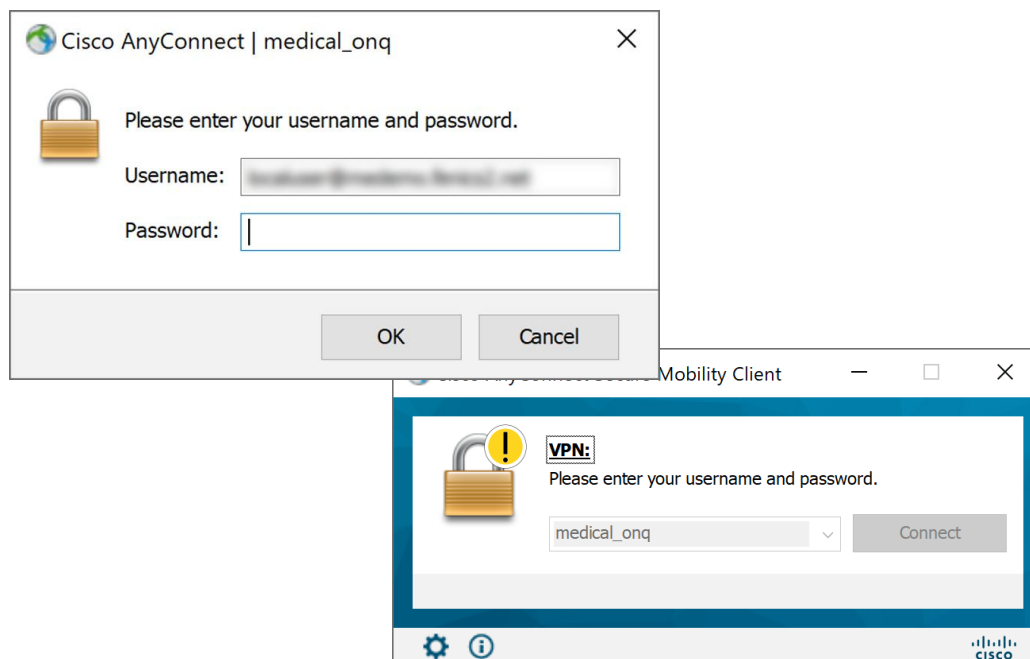 Cisco AnyConnect | medical_onq
Please enter your username and password.
Username:
Password:
OK
Cancel
Mobility Client
VPN:
Please enter your username and password.
medical_onq
Connect
CISCO